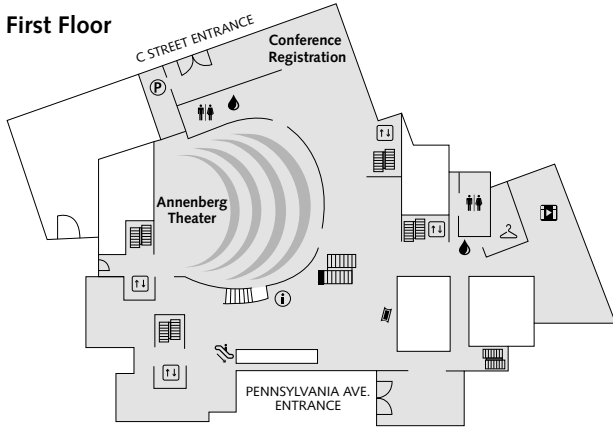 First Floor
C STREET ENTRANCE
Conference
Registration
P
Annenberg
Theater
i
PENNSYLVANIA AVE.
ENTRANCE